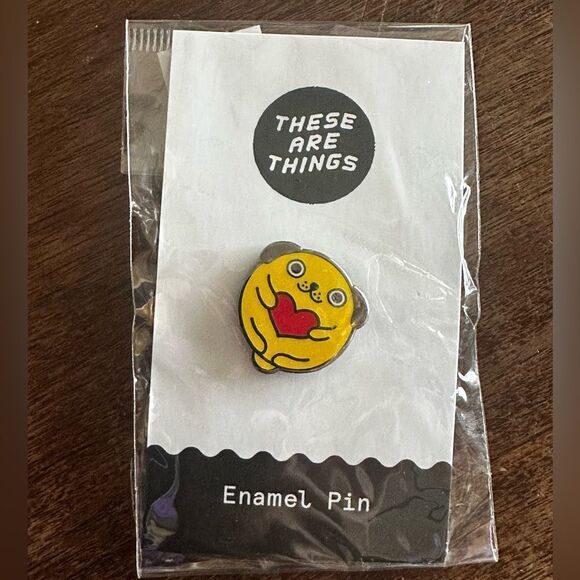 THESE
ARE
THINGS
Enamel Pin